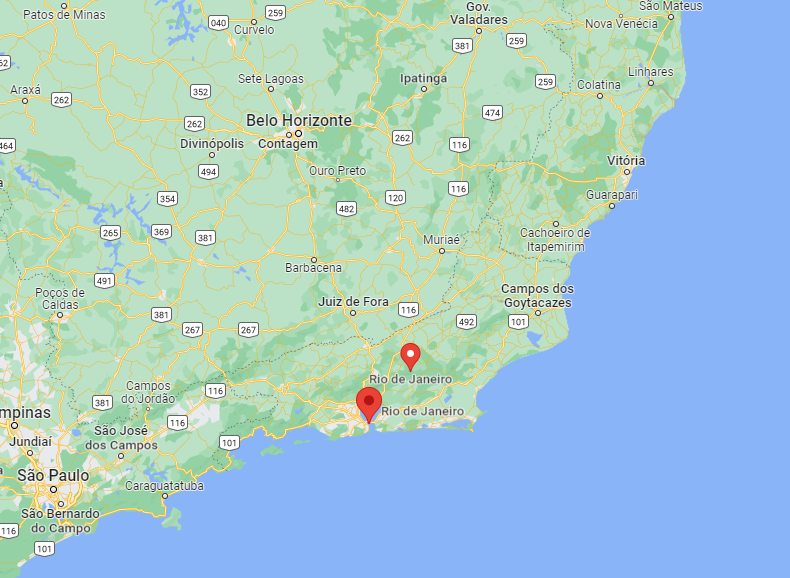 Patos de Minas
259
040
Curvelo
Gov.
Valadares
São Mateus
Nova Venécia
381
259
62
Araxá
262
352
Sete Lagoas
Ipatinga
259
Colatina
Linhares
474
262
Belo Horizonte
Contagem
262
116
464
Divinópolis
494
Ouro Preto
Vitória
354
482
120
116
Guarapari
265
369
381
Muriaé
Cachoeiro de
Itapemirim
Barbacena
491
Poços de
Caldas
Juiz de Fora
Campos dos
Goytacazes
381
267
267
116
492
101
Rio de Janeiro
Campos
do Jordão
116
381
Rio de Janeiro
mpinas
116
São José
dos Campos
Jundiaí
101
São Paulo
Caraguatatuba
São Bernardo
do Campo
116
101